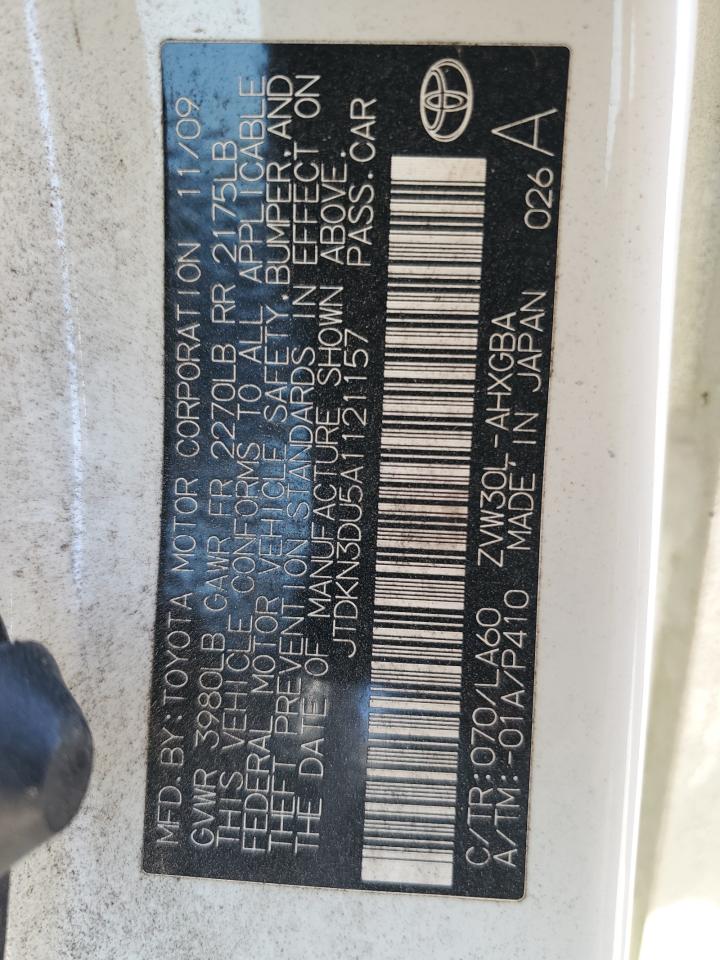 MFD. BY: TOYOTA MOTOR CORPORATION 11/09
GVWR 3980LB GAWR FR 2270LB RR 2175LB
THIS VEHICLE CONFORMS TO ALL APPLICABLE
FEDERAL MOTOR VEHICLE SAFETY, BUMPER, AND
THEFT PREVENTION STANDARDS IN EFFECT ON
THE DATE OF MANUFACTURE SHOWN ABOVE.
JTDKN3DU5A1121157 PASS. CAR
C/TR: 070/LA60 ZVW30L-AHXGBA 026 A
A/TM: -01A/P410 MADE IN JAPAN